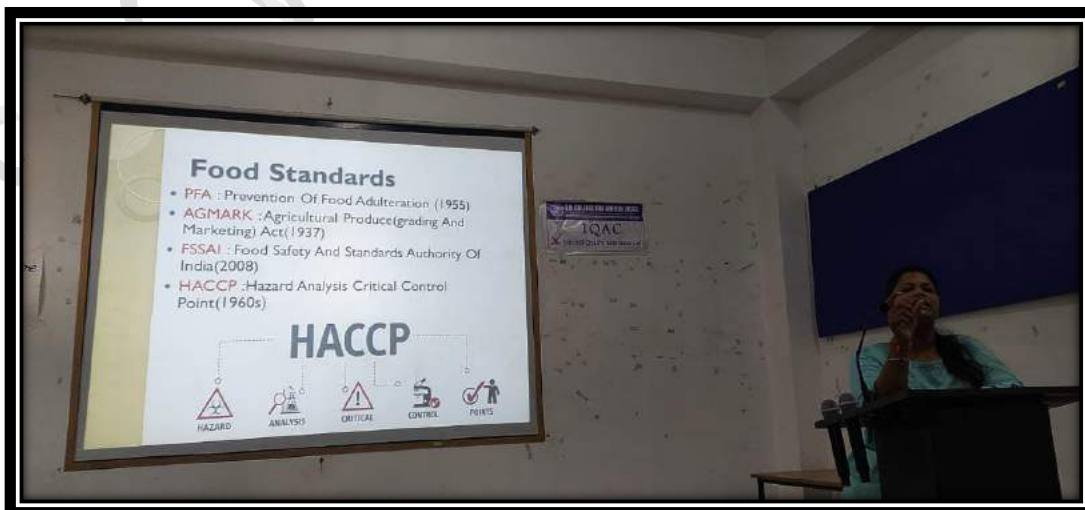 Food Standards
• PFA : Prevention Of Food Adulteration (1955)
• AGMARK :Agricultural Produce(grading And
Marketing) Act(1937)
• FSSAI : Food Safety And Standards Authority Of
India(2008)
• HACCP :Hazard Analysis Critical Control
Point(1960s)
HACCP
HAZARD
ANALYSIS
CRITICAL
CONTROL
POINTS
IQAC